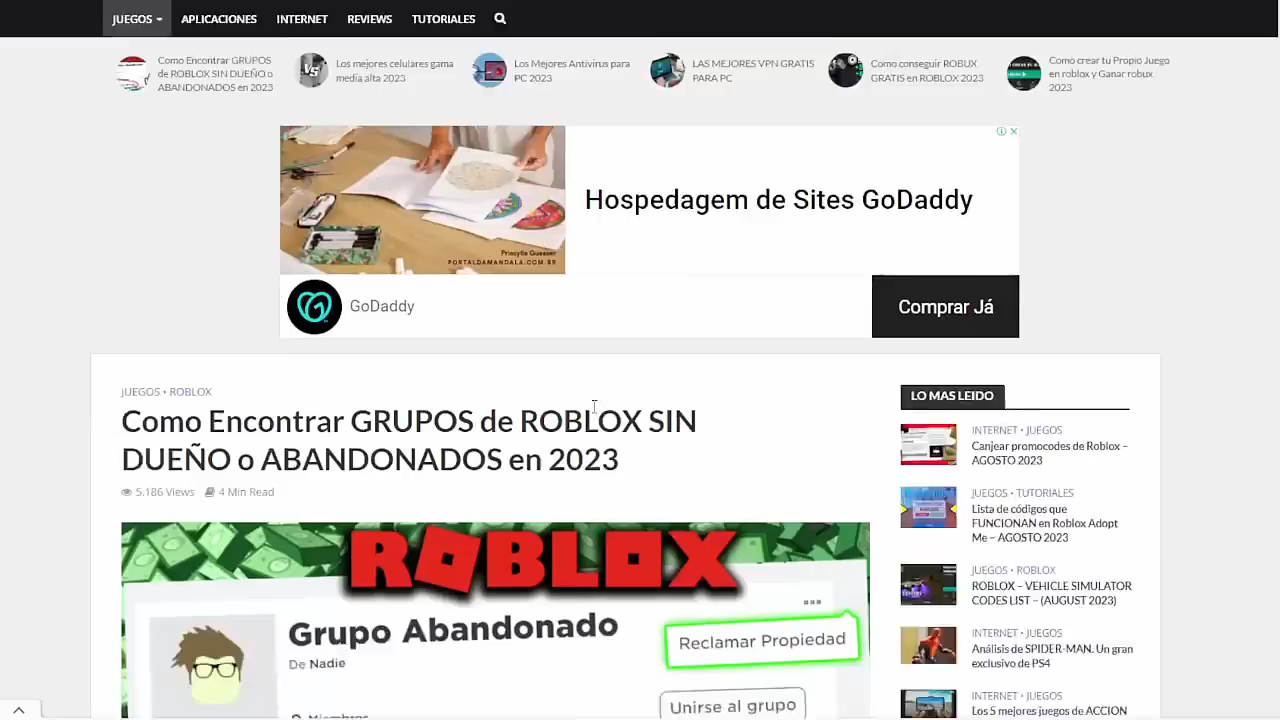 JUEGOS
APLICACIONES
INTERNET
REVIEWS
TUTORIALES
Como Encontrar GRUPOS
de ROBLOX SIN DUEÑO o
ABANDONADOS en 2023
Los mejores celulares gama
media alta 2023
Los Mejores Antivirus para
PC 2023
LAS MEJORES VPN GRATIS
PARA PC
Como conseguir ROBUX
GRATIS en ROBLOX 2023
Como crear tu Propio Juego
en roblox y Ganar robux
2023
Priscylla Guesser
PORTALDAMANDALA.COM.BR
Hospedagem de Sites GoDaddy
GoDaddy
Comprar Já
JUEGOS • ROBLOX
Como Encontrar GRUPOS de ROBLOX SIN
DUEÑO o ABANDONADOS en 2023
5.186 Views
4 Min Read
ROBLOX
Grupo Abandonado
De Nadie
Miembros
Reclamar Propiedad
Unirse al grupo
LO MAS LEIDO
INTERNET • JUEGOS
Canjear promocodes de Roblox –
AGOSTO 2023
JUEGOS • TUTORIALES
Lista de códigos que
FUNCIONAN en Roblox Adopt
Me – AGOSTO 2023
JUEGOS • ROBLOX
ROBLOX – VEHICLE SIMULATOR
CODES LIST – (AUGUST 2023)
INTERNET • JUEGOS
Análisis de SPIDER-MAN. Un gran
exclusivo de PS4
INTERNET • JUEGOS
Los 5 mejores juegos de ACCION